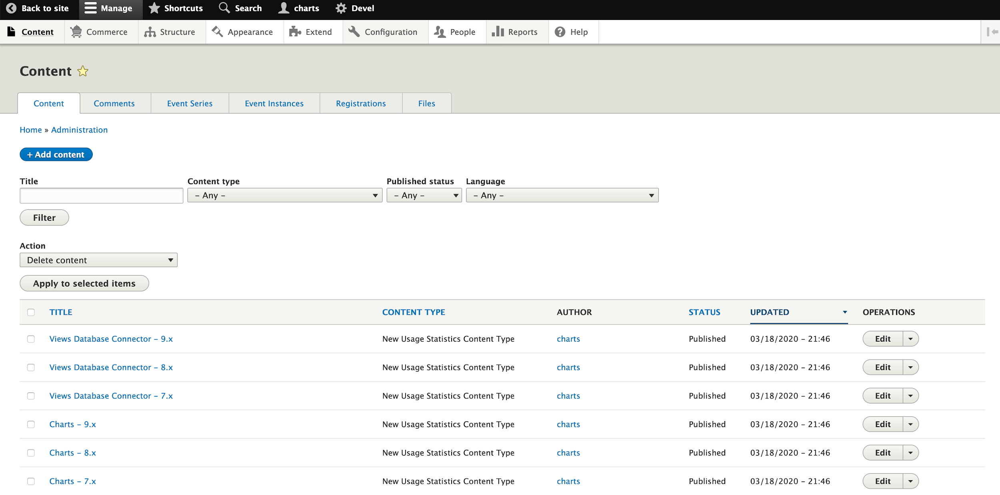 Back to site Manage Shortcuts Search charts Devel
Content Commerce Structure Appearance Extend Configuration People Reports Help
Content
Content Comments Event Series Event Instances Registrations Files
Home » Administration
+ Add content
Title Content type Published status Language
– Any – – Any – – Any –
Filter
Action
Delete content
Apply to selected items
TITLE CONTENT TYPE AUTHOR STATUS UPDATED OPERATIONS
Views Database Connector – 9.x New Usage Statistics Content Type charts Published 03/18/2020 – 21:46 Edit
Views Database Connector – 8.x New Usage Statistics Content Type charts Published 03/18/2020 – 21:46 Edit
Views Database Connector – 7.x New Usage Statistics Content Type charts Published 03/18/2020 – 21:46 Edit
Charts – 9.x New Usage Statistics Content Type charts Published 03/18/2020 – 21:46 Edit
Charts – 8.x New Usage Statistics Content Type charts Published 03/18/2020 – 21:46 Edit
Charts – 7.x New Usage Statistics Content Type charts Published 03/18/2020 – 21:46 Edit